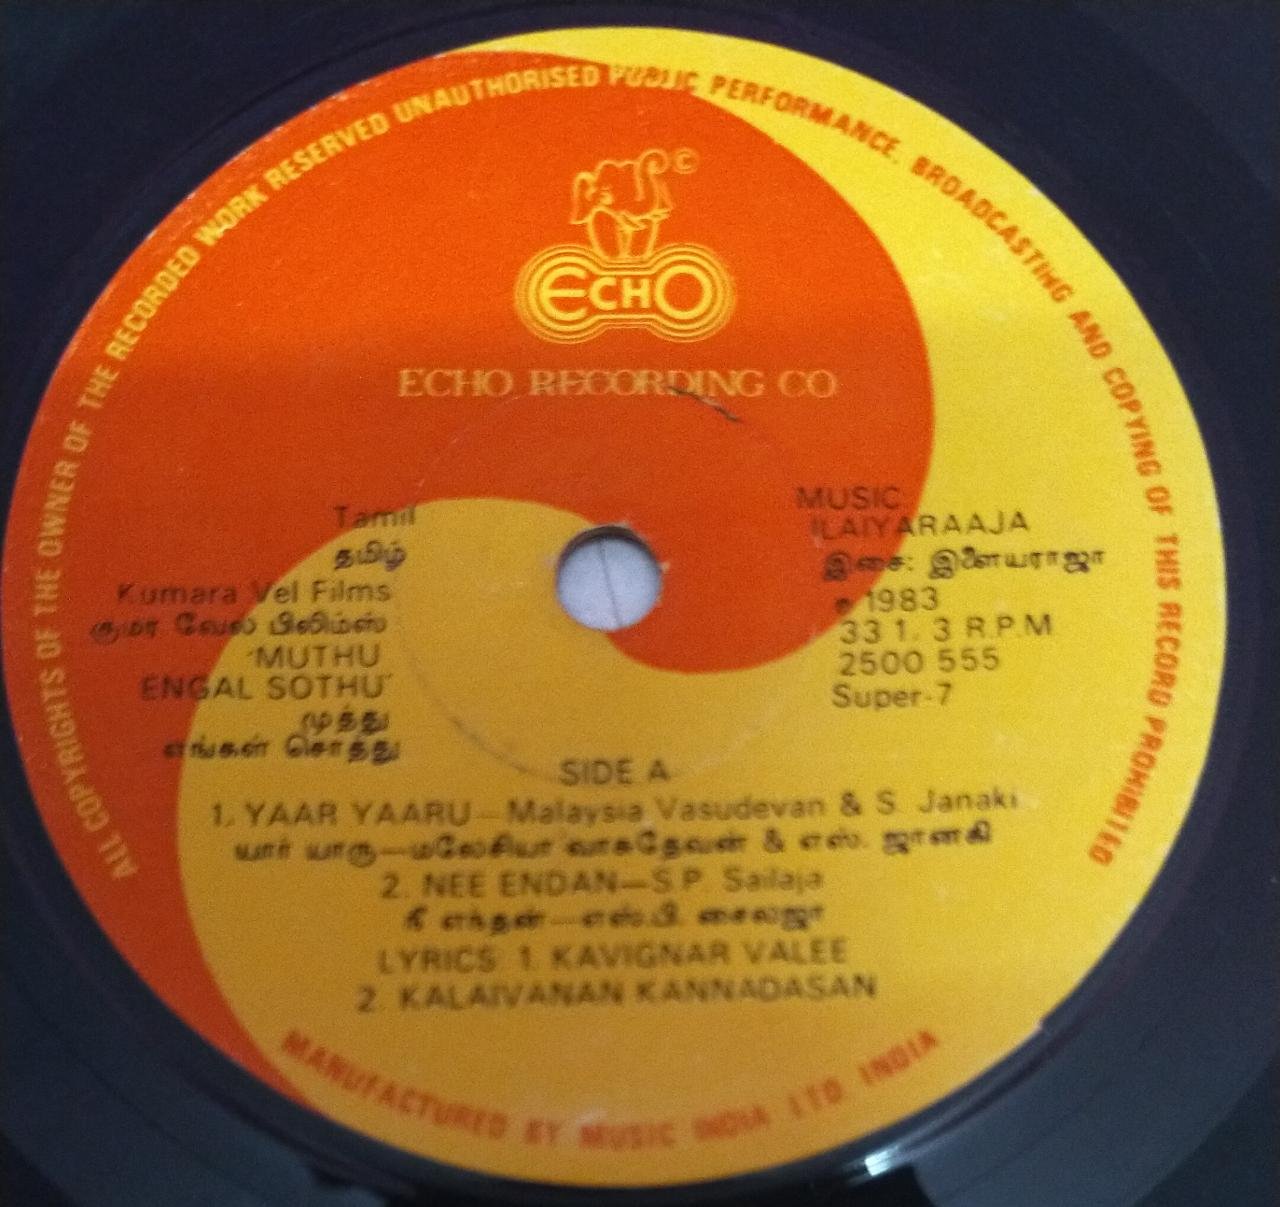 ALL COPYRIGHTS OF THE OWNER OF THE RECORDED WORK RESERVED UNAUTHORISED PUBLIC PERFORMANCE. BROADCASTING AND COPYING OF THIS RECORD PROHIBITED
©
ECHO
ECHO RECORDING CO
Tamil
தமிழ்
Kumara Vel Films
குமர வேல் பிலிம்ஸ்
'MUTHU
ENGAL SOTHU'
முத்து
எங்கள் சொத்து
MUSIC:
ILAIYARAAJA
இசை: இளையராஜா
℗ 1983
33 1. 3 R.P.M
2500 555
Super-7
SIDE A
1. YAAR YAARU—Malaysia Vasudevan & S. Janaki
யார் யாரு—மலேசியா வாசுதேவன் & எஸ். ஜானகி
2. NEE ENDAN—S.P. Sailaja
நீ எந்தன்—எஸ்.பி. சைலஜா
LYRICS: 1. KAVIGNAR VALEE
2. KALAIVANAN KANNADASAN
MANUFACTURED BY MUSIC INDIA LTD INDIA